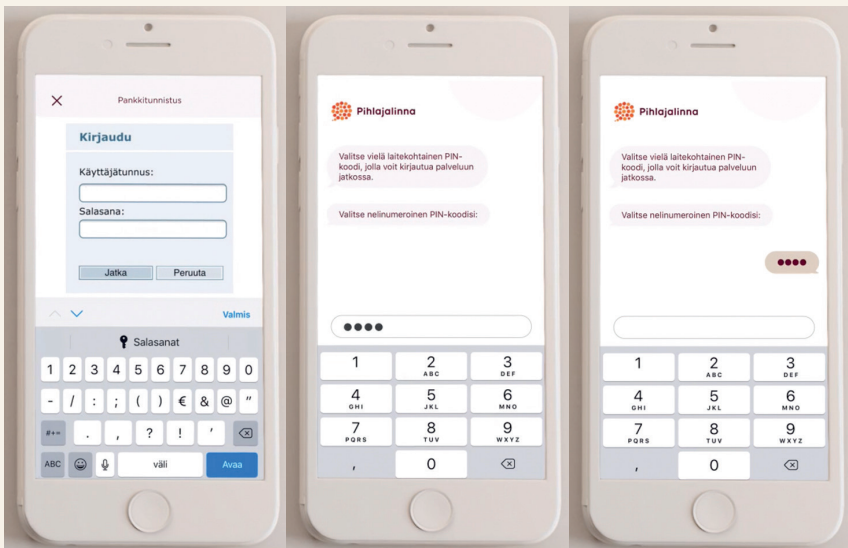 Pankkitunnistus
Kirjaudu
Käyttäjätunnus:
Salasana:
Jatka Peruuta
Valmis
Salasanat
1 2 3 4 5 6 7 8 9 0
- / : ; ( ) € & @ "
#+= . , ? ! '
ABC väli Avaa
Pihlajalinna
Valitse vielä laitekohtainen PIN-
koodi, jolla voit kirjautua palveluun
jatkossa.
Valitse nelinumeroinen PIN-koodisi:
●●●●
1 2 3
ABC DEF
4 5 6
GHI JKL MNO
7 8 9
PQRS TUV WXYZ
, 0
Pihlajalinna
Valitse vielä laitekohtainen PIN-
koodi, jolla voit kirjautua palveluun
jatkossa.
Valitse nelinumeroinen PIN-koodisi:
●●●●
1 2 3
ABC DEF
4 5 6
GHI JKL MNO
7 8 9
PQRS TUV WXYZ
, 0